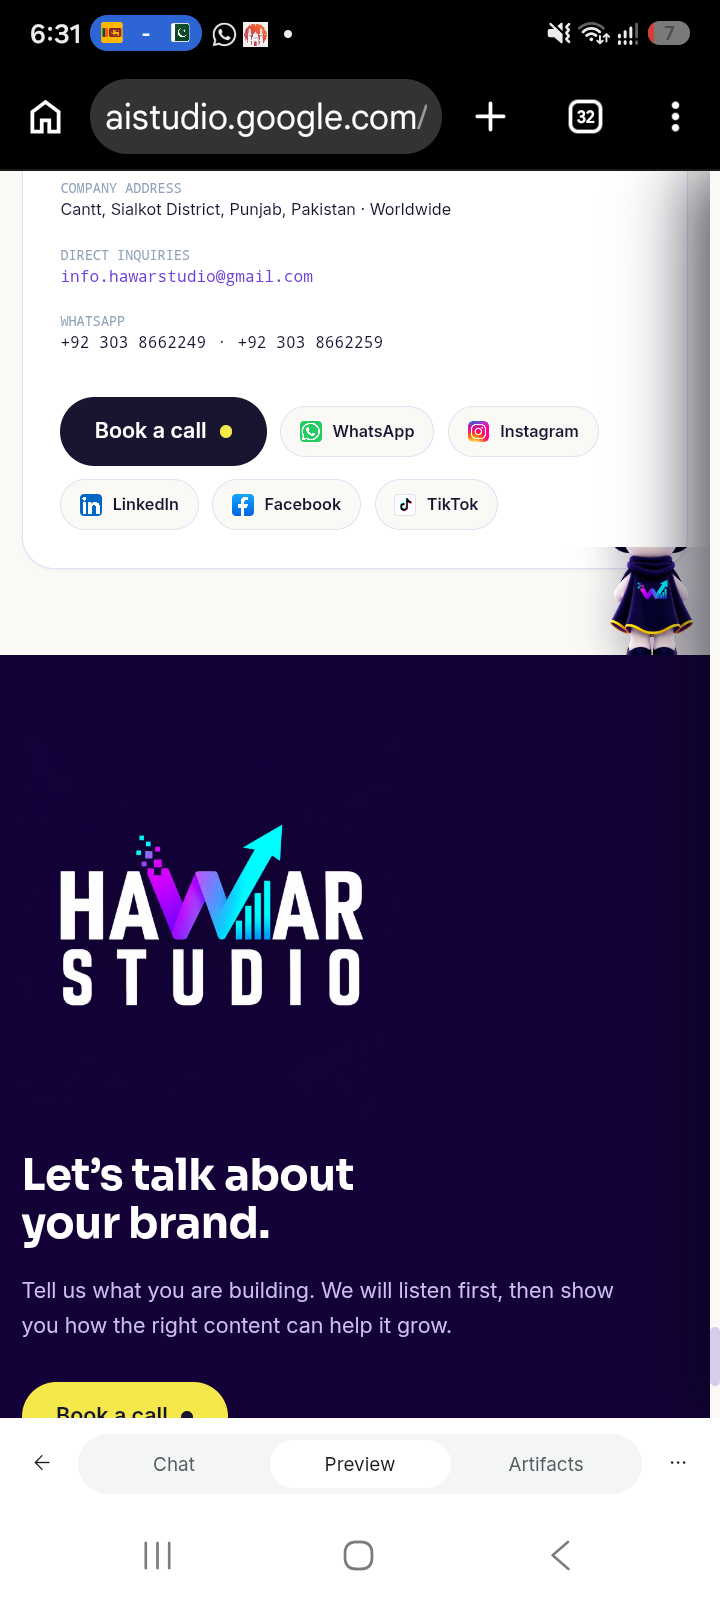 6:31
7
aistudio.google.com/
32
COMPANY ADDRESS
Cantt, Sialkot District, Punjab, Pakistan · Worldwide
DIRECT INQUIRIES
info.hawarstudio@gmail.com
WHATSAPP
+92 303 8662249 · +92 303 8662259
Book a call
WhatsApp
Instagram
LinkedIn
Facebook
TikTok
HAWAR
STUDIO
Let’s talk about
your brand.
Tell us what you are building. We will listen first, then show
you how the right content can help it grow.
Book a call
Chat
Preview
Artifacts